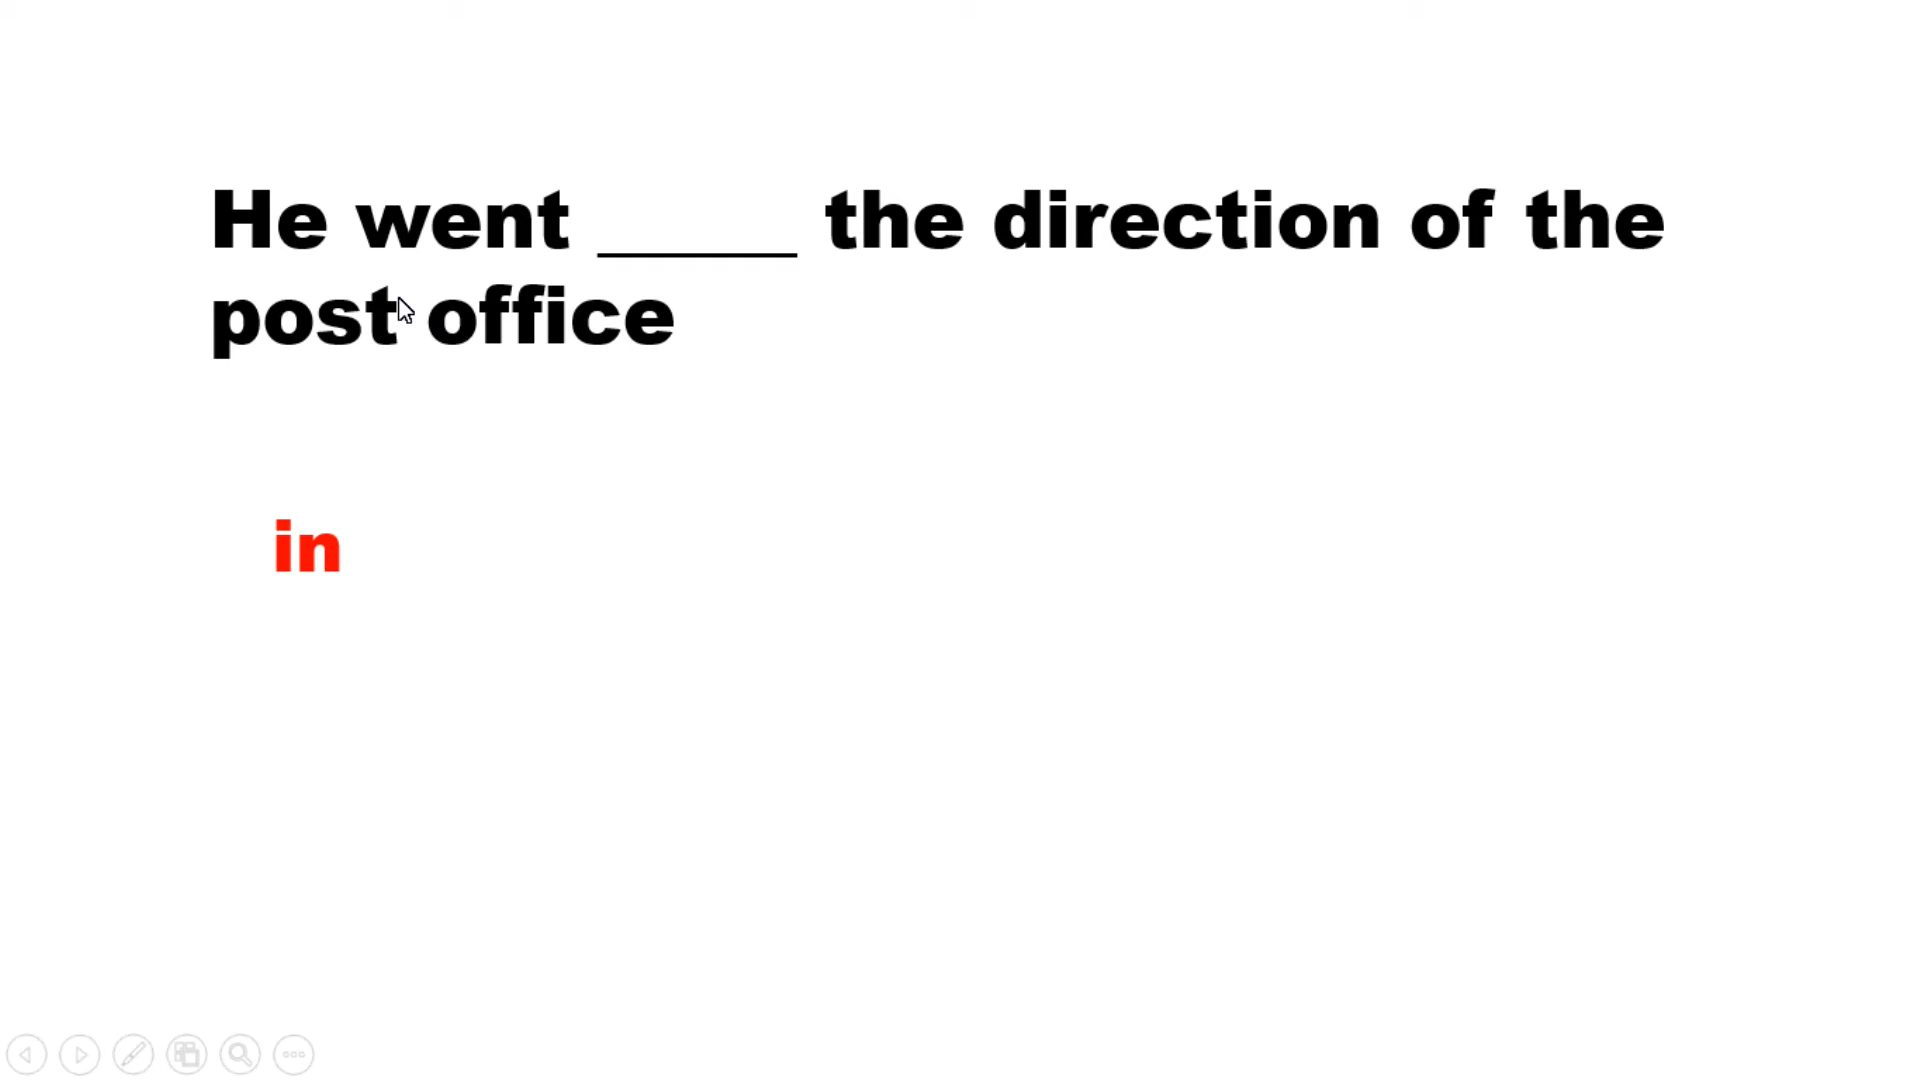 He went _____ the direction of the
post office
in